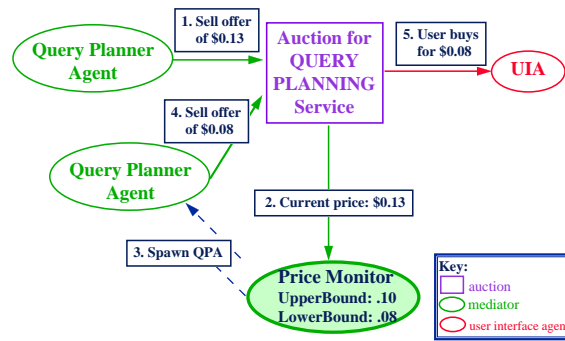 1. Sell offer
of $0.13
Query Planner
Agent
Auction for
QUERY
PLANNING
Service
5. User buys
for $0.08
UIA
4. Sell offer
of $0.08
Query Planner
Agent
2. Current price: $0.13
3. Spawn QPA
Price Monitor
UpperBound: .10
LowerBound: .08
Key:
auction
mediator
user interface agen